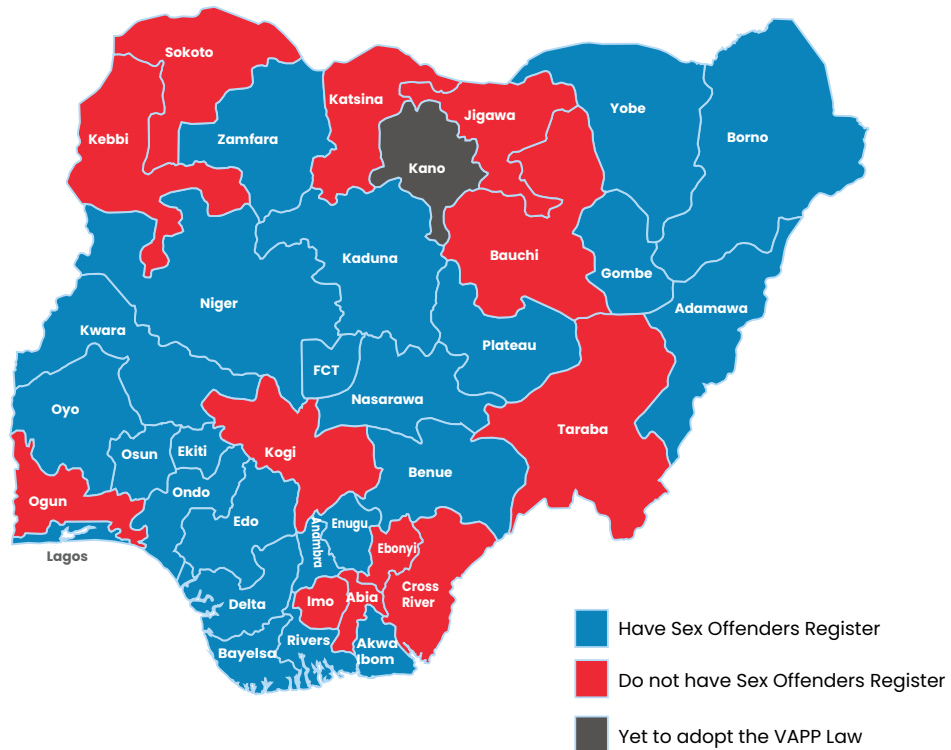 Sokoto
Katsina
Jigawa
Yobe
Borno
Kebbi
Zamfara
Kano
Kaduna
Bauchi
Gombe
Adamawa
Niger
Kwara
Plateau
FCT
Nasarawa
Oyo
Taraba
Osun
Ekiti
Kogi
Benue
Ondo
Ogun
Edo
Andmbra
Enugu
Ebonyi
Lagos
Cross
River
Imo
Abia
Delta
Rivers
Bayelsa
Akwa
Ibom
Have Sex Offenders Register
Do not have Sex Offenders Register
Yet to adopt the VAPP Law